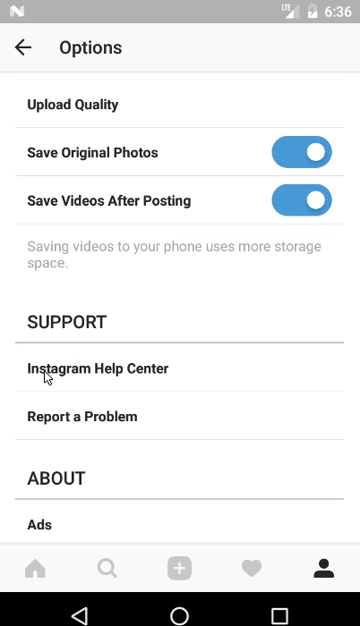 LTE 6:36
Options
Upload Quality
Save Original Photos
Save Videos After Posting
Saving videos to your phone uses more storage
space.
SUPPORT
Instagram Help Center
Report a Problem
ABOUT
Ads